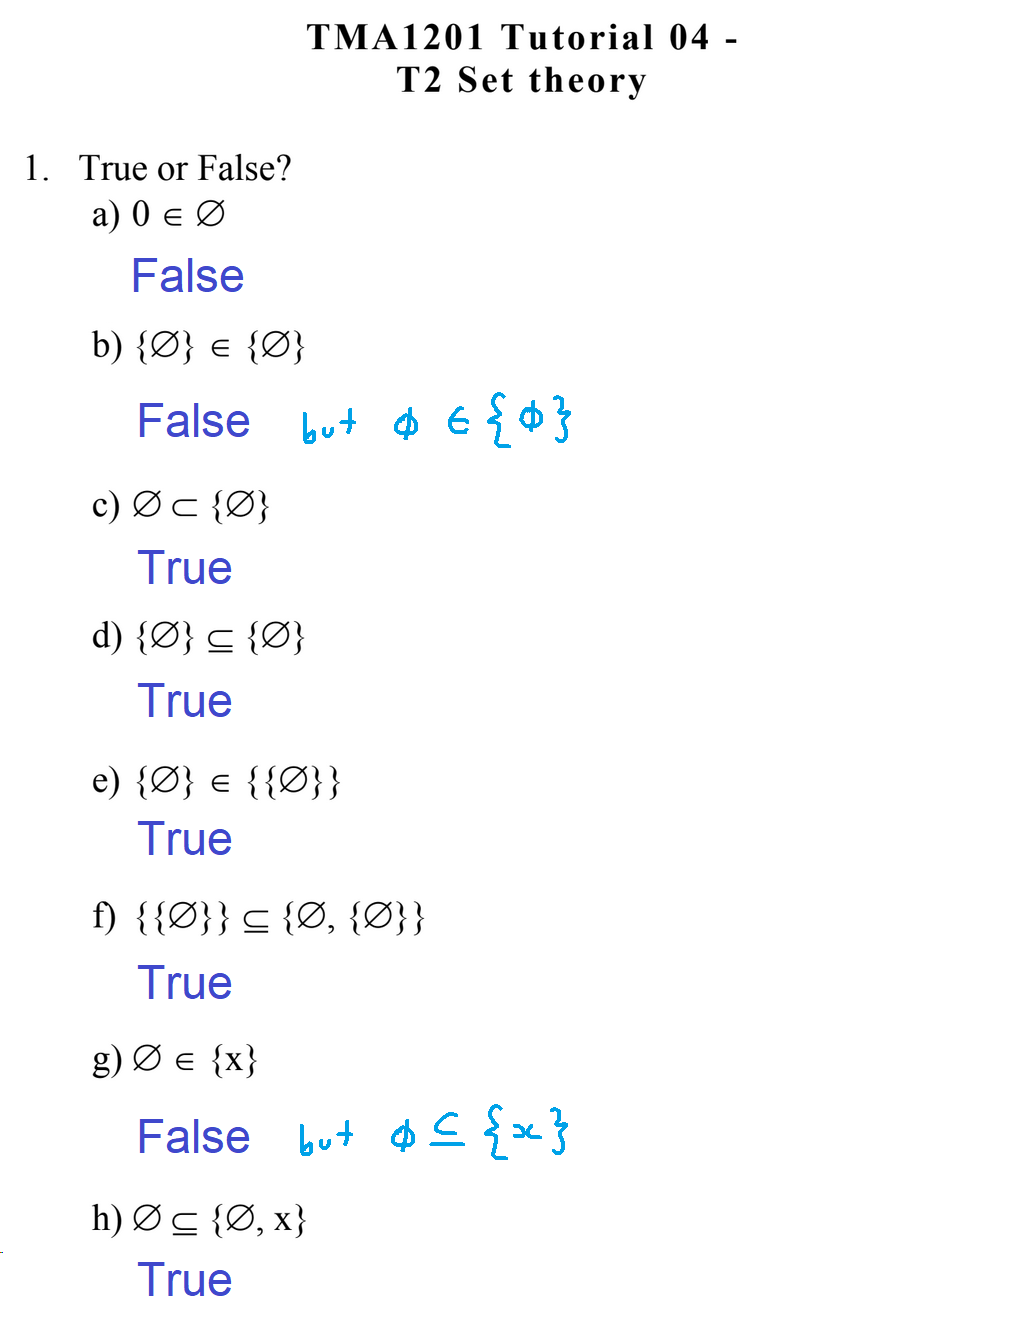 TMA1201 Tutorial 04 -
T2 Set theory
1. True or False?
a) 0 ∈ ∅
False
b) {∅} ∈ {∅}
False but ϕ ∈ {ϕ}
c) ∅ ⊂ {∅}
True
d) {∅} ⊆ {∅}
True
e) {∅} ∈ {{∅}}
True
f) {{∅}} ⊆ {∅, {∅}}
True
g) ∅ ∈ {x}
False but ϕ ⊆ {x}
h) ∅ ⊆ {∅, x}
True